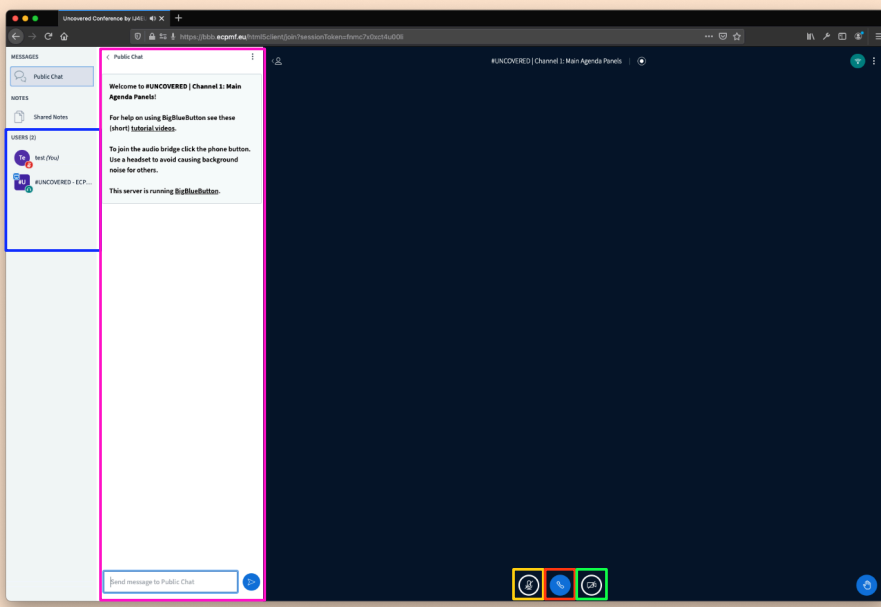 Uncovered Conference by IJ4EU
https://bbb.ecpmf.eu/html5client/join?sessionToken=
MESSAGES
Public Chat
NOTES
Shared Notes
USERS (2)
Te
test (You)
#U
#UNCOVERED - ECP...
Public Chat
Welcome to #UNCOVERED | Channel 1: Main
Agenda Panels!
For help on using BigBlueButton see these
(short) tutorial videos.
To join the audio bridge click the phone button.
Use a headset to avoid causing background
noise for others.
This server is running BigBlueButton.
Send message to Public Chat
#UNCOVERED | Channel 1: Main Agenda Panels